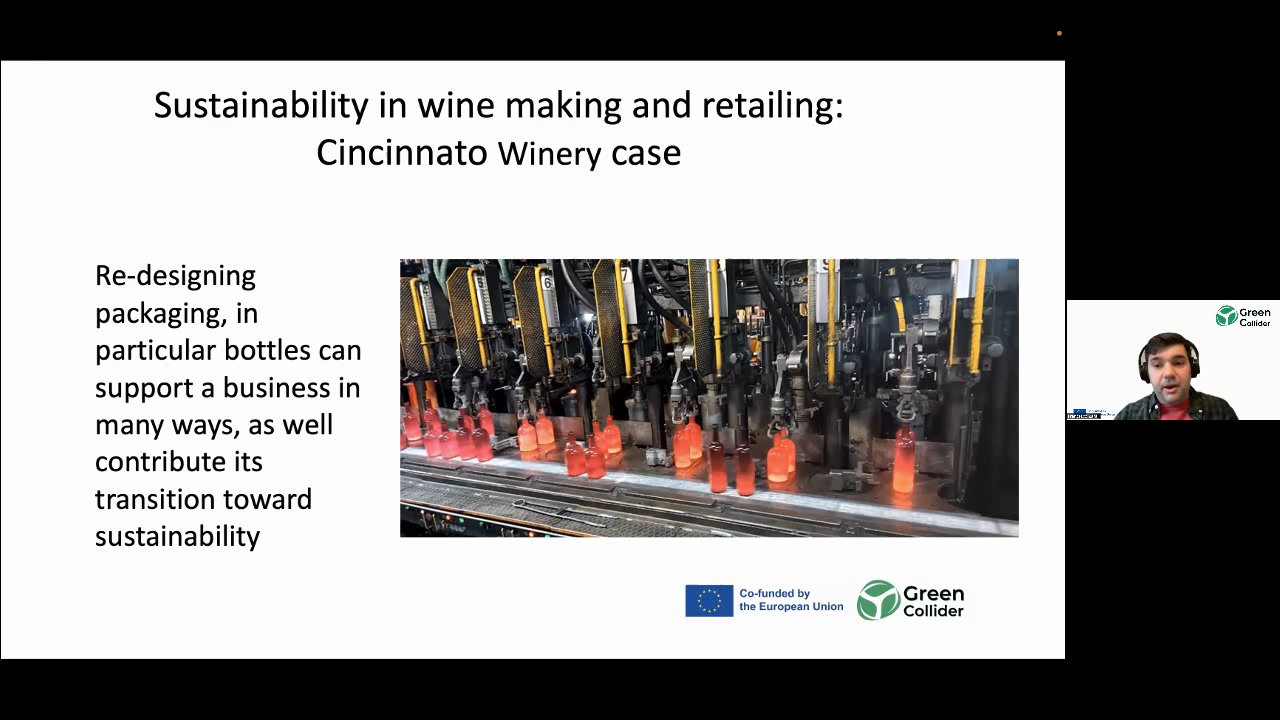 Sustainability in wine making and retailing:
Cincinnato Winery case
Re-designing
packaging, in
particular bottles can
support a business in
many ways, as well
contribute its
transition toward
sustainability
6
7
Co-funded by
the European Union
Green
Collider
Green
Collider